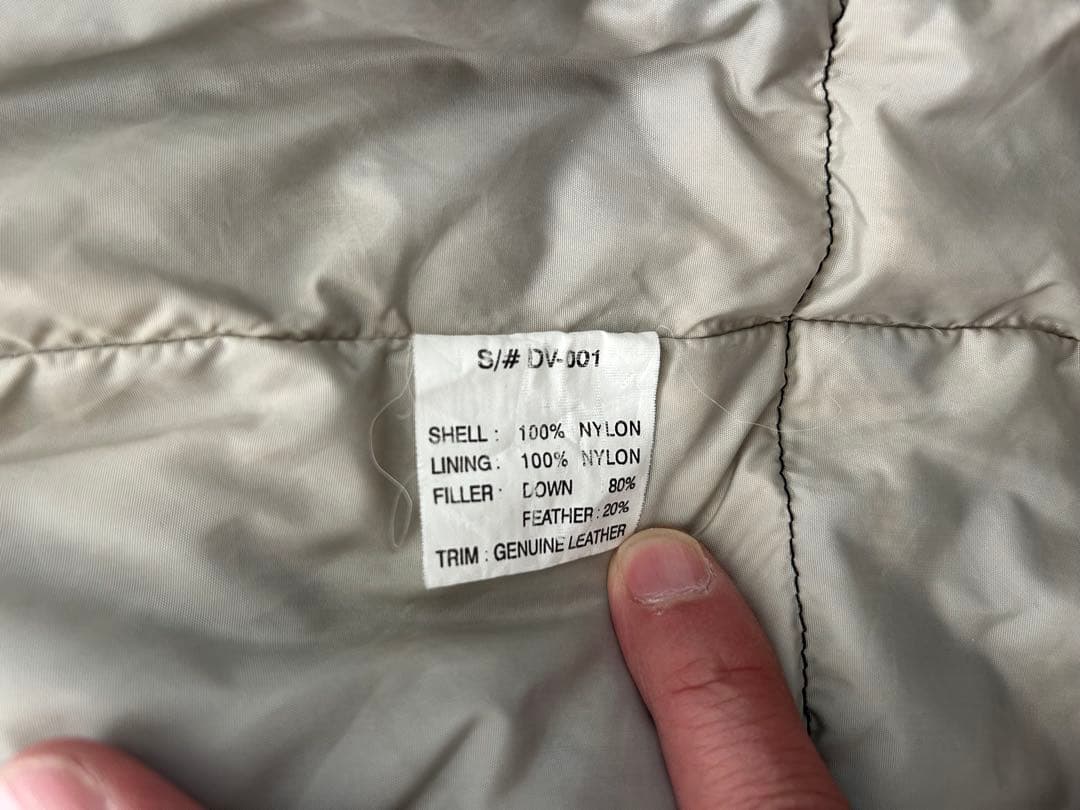 S/# DV-001
SHELL : 100% NYLON
LINING : 100% NYLON
FILLER : DOWN 80%
FEATHER : 20%
TRIM : GENUINE LEATHER